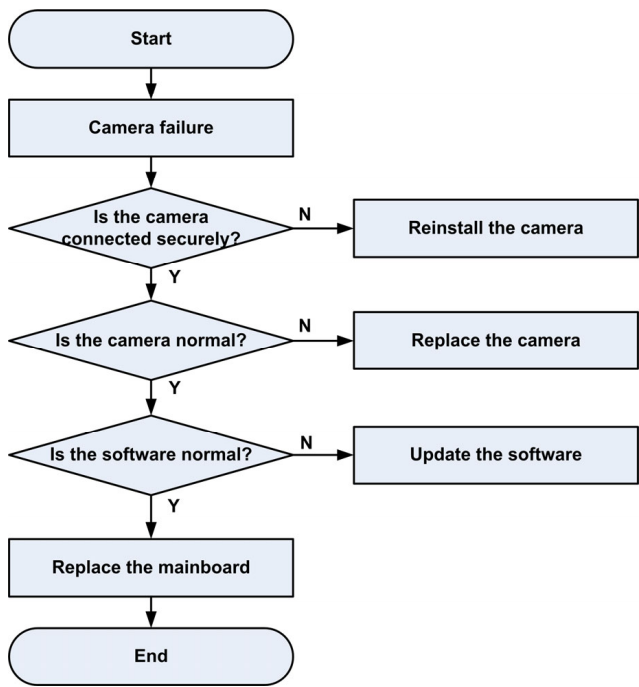 Start
Camera failure
Is the camera
connected securely?
N
Reinstall the camera
Y
Is the camera normal?
N
Replace the camera
Y
Is the software normal?
N
Update the software
Y
Replace the mainboard
End